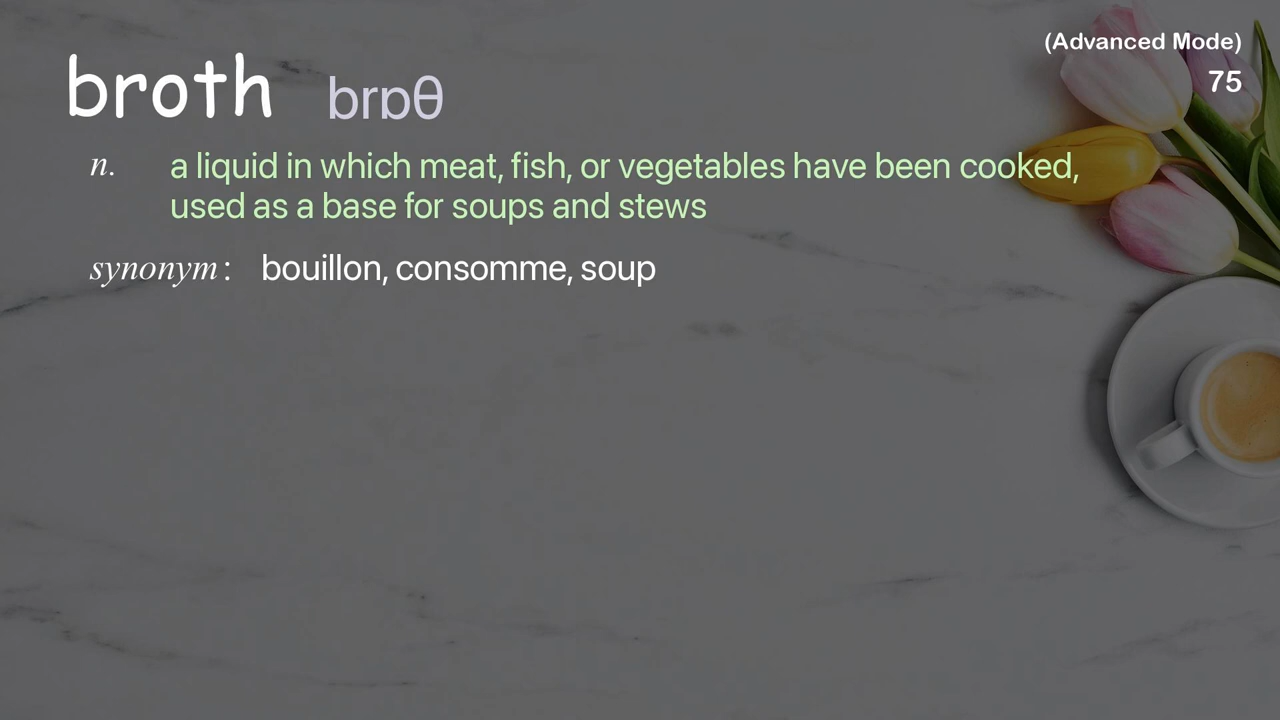 (Advanced Mode)
75
broth brɒθ
n. a liquid in which meat, fish, or vegetables have been cooked,
used as a base for soups and stews
synonym: bouillon, consomme, soup